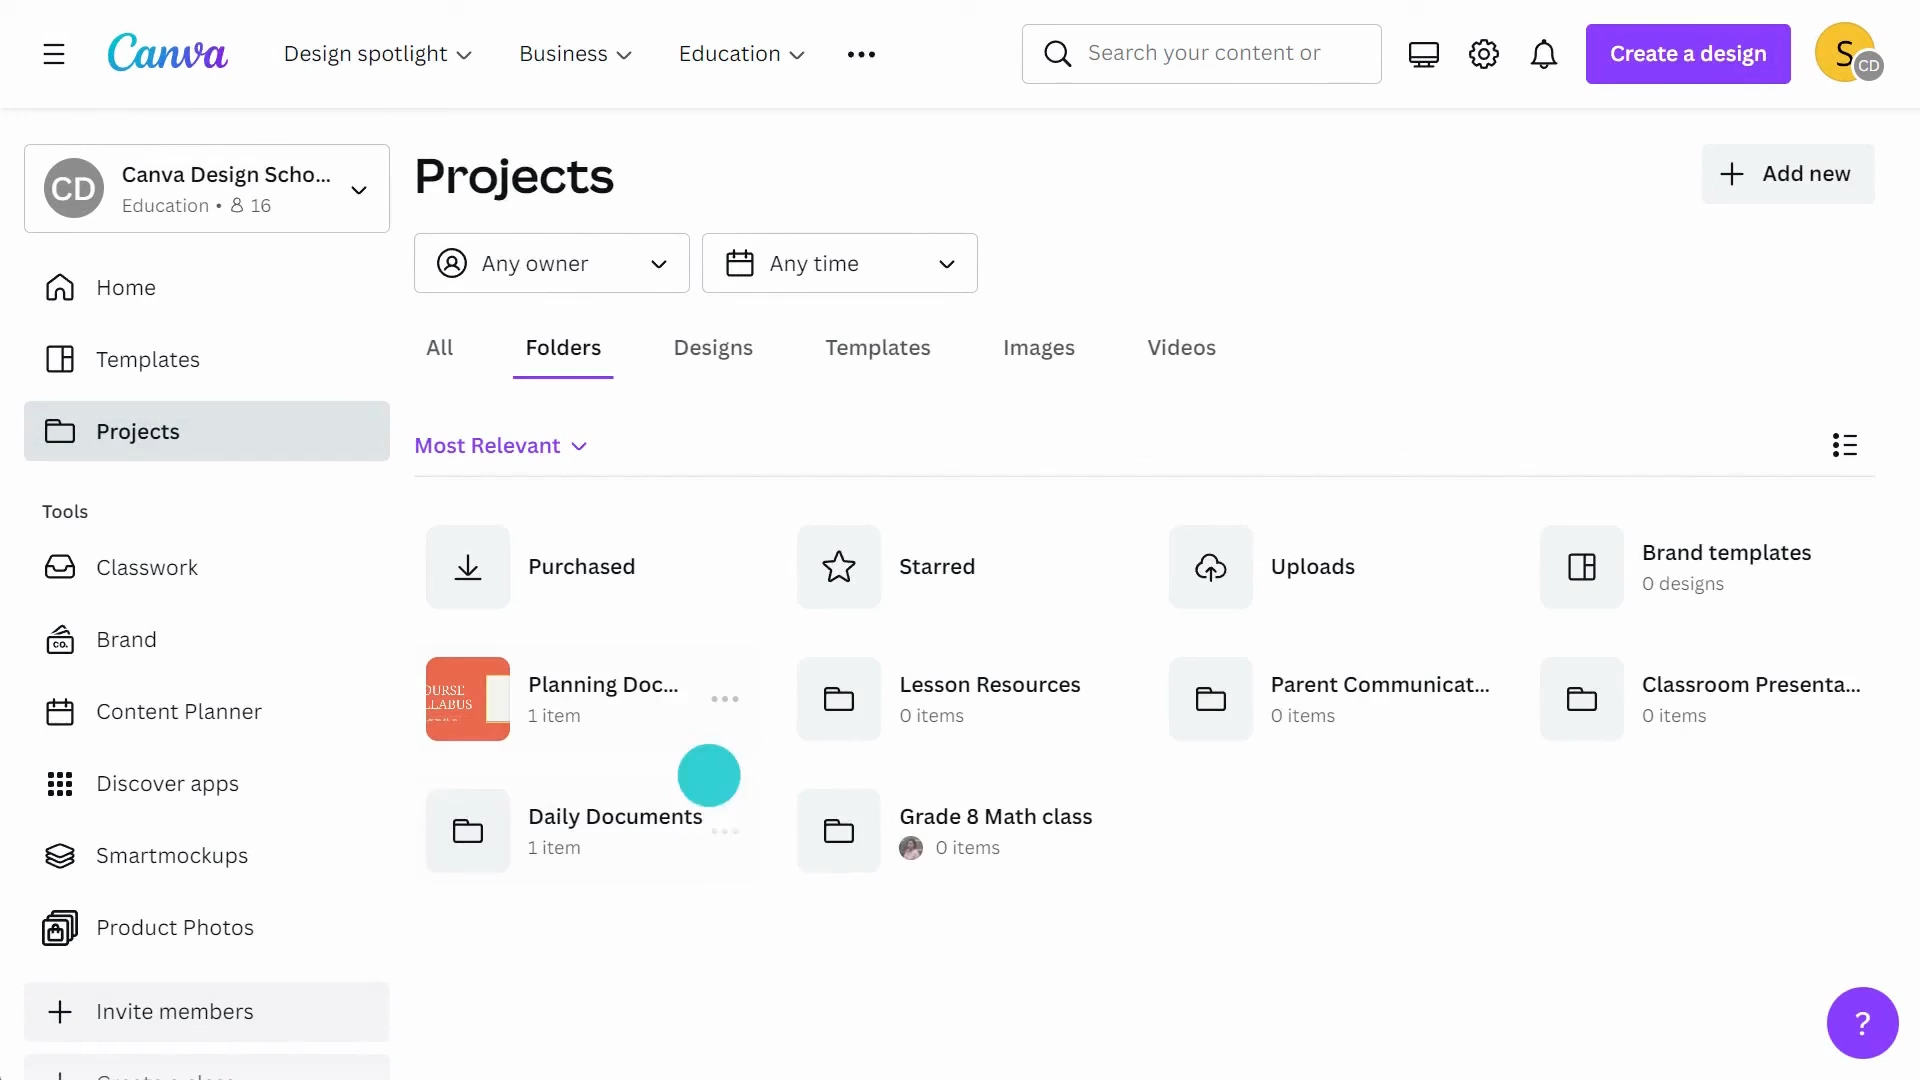 Canva
Design spotlight
Business
Education
Search your content or
Create a design
S
CD
CD
Canva Design Scho...
Education • 16
Home
Templates
Projects
Tools
Classwork
CO.
Brand
Content Planner
Discover apps
Smartmockups
Product Photos
Invite members
Projects
Add new
Any owner
Any time
All
Folders
Designs
Templates
Images
Videos
Most Relevant
Purchased
Starred
Uploads
Brand templates
0 designs
Planning Doc...
1 item
Lesson Resources
0 items
Parent Communicat...
0 items
Classroom Presenta...
0 items
Daily Documents
1 item
Grade 8 Math class
0 items
?